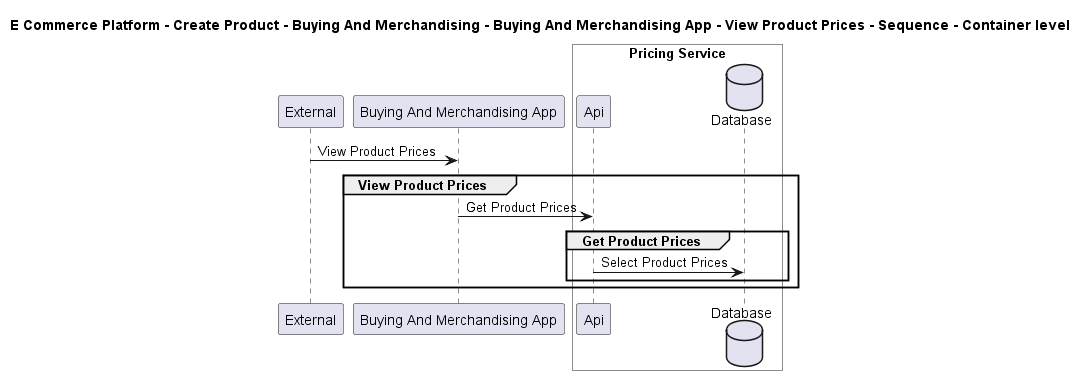 E Commerce Platform - Create Product - Buying And Merchandising - Buying And Merchandising App - View Product Prices - Sequence - Container level
Pricing Service
External
Buying And Merchandising App
Api
Database
View Product Prices
View Product Prices
Get Product Prices
Get Product Prices
Select Product Prices
External
Buying And Merchandising App
Api
Database